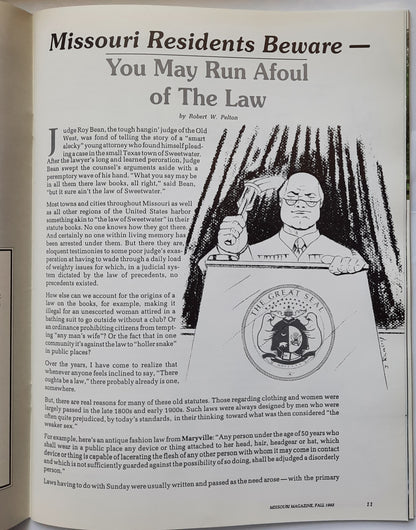 Missouri Residents Beware —
You May Run Afoul
of The Law
by Robert W. Pelton
Judge Roy Bean, the tough hangin' judge of the Old
West, was fond of telling the story of a "smart
alecky" young attorney who found himself plead-
ing a case in the small Texas town of Sweetwater.
After the lawyer's long and learned peroration, Judge
Bean swept the counsel's arguments aside with a
peremptory wave of his hand. "What you say may be
in all them there law books, all right," said Bean,
"but it sure ain't the law of Sweetwater."
Most towns and cities throughout Missouri as well
as all other regions of the United States harbor
something akin to "the law of Sweetwater" in their
statute books. No one knows how they got there.
And certainly no one within living memory has
been arrested under them. But there they are,
eloquent testimonies to some poor judge's exasp-
eration at having to wade through a daily load
of weighty issues for which, in a judicial sys-
tem dictated by the law of precedents, no
precedents existed.
How else can we account for the origins of a
law on the books, for example, making it
illegal for an unescorted woman attired in a
bathing suit to go outside without a club? Or
an ordinance prohibiting citizens from tempt-
ing "any man's wife"? Or the fact that in one
community it's against the law to "holler snake"
in public places?
Over the years, I have come to realize that
whenever anyone feels inclined to say, "There
oughta be a law," there probably already is one,
somewhere.
But, there are real reasons for many of these old statutes. Those regarding clothing and women were
largely passed in the late 1800s and early 1900s. Such laws were always designed by men who were
often quite prejudiced, by today's standards, in their thinking toward what was then considered "the
weaker sex."
For example, here's an antique fashion law from Maryville: "Any person under the age of 50 years who
shall wear in a public place any device or thing attached to her head, hair, headgear or hat, which
device or thing is capable of lacerating the flesh of any other person with whom it may come in contact
and which is not sufficiently guarded against the possibility of so doing, shall be adjudged a disorderly
person."
Laws having to do with Sunday were usually written and passed as the need arose — with the primary
THE GREAT SEAL
MISSOURI MAGAZINE, FALL 1992
11